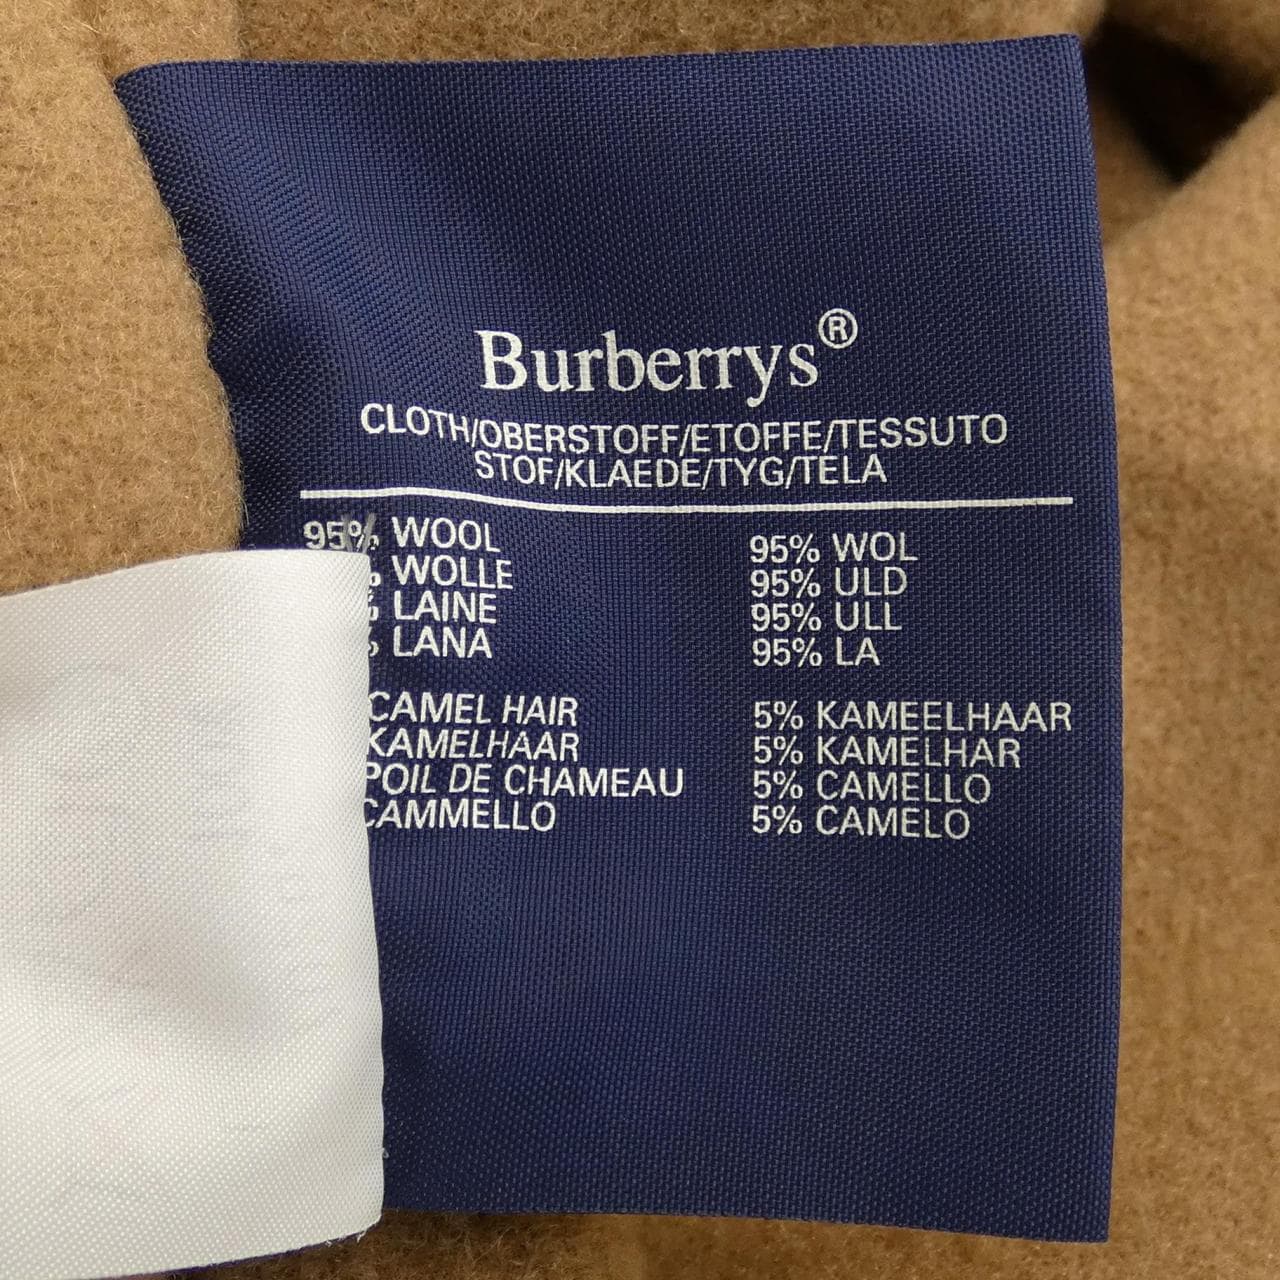 Burberrys®
CLOTH/OBERSTOFF/ETOFFE/TESSUTO
STOF/KLAEDE/TYG/TELA
95% WOOL
% WOLLE
% LAINE
% LANA
CAMEL HAIR
KAMELHAAR
POIL DE CHAMEAU
CAMMELLO
95% WOL
95% ULD
95% ULL
95% LA
5% KAMEELHAAR
5% KAMELHAR
5% CAMELLO
5% CAMELO